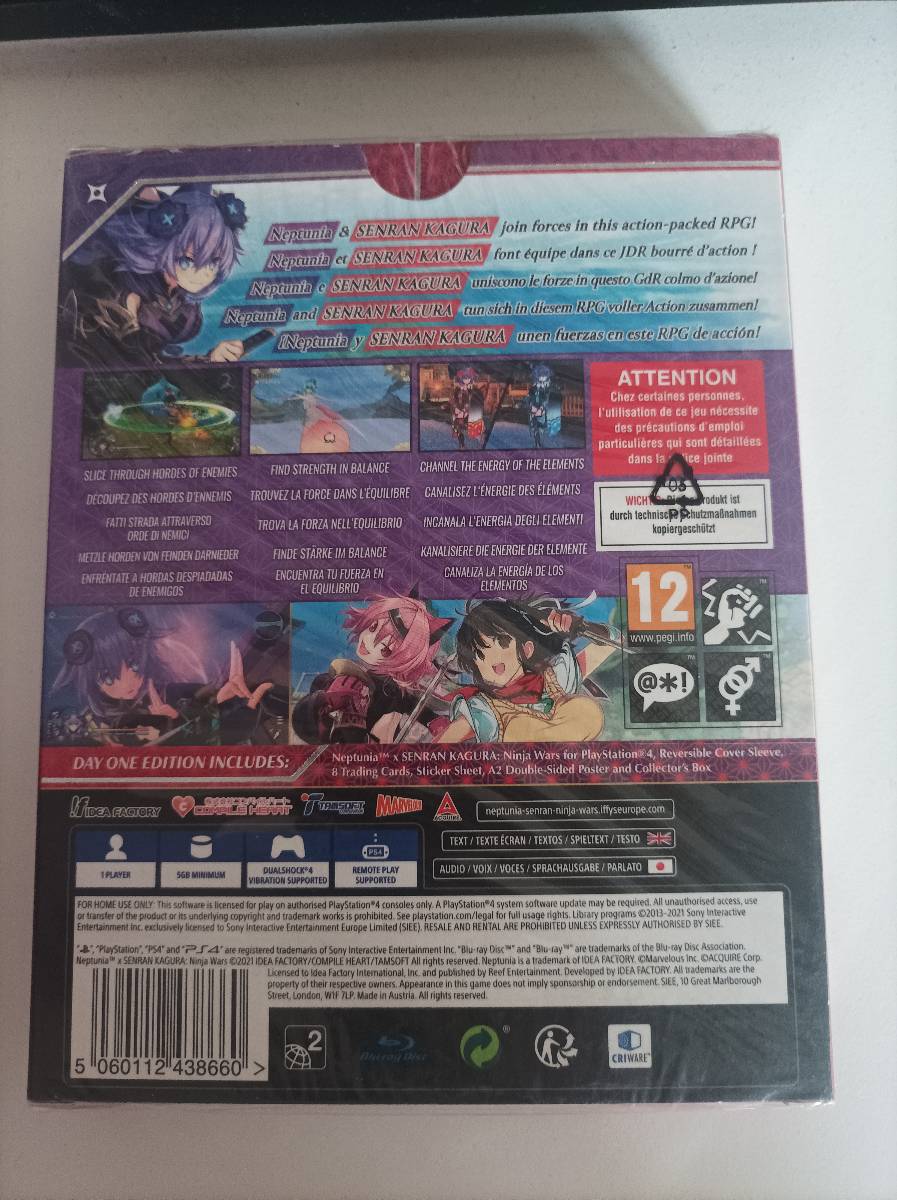 Neptunia & SENRAN KAGURA join forces in this action-packed RPG!
Neptunia et SENRAN KAGURA font équipe dans ce JDR bourré d'action !
Neptunia e SENRAN KAGURA uniscono le forze in questo GdR colmo d'azione!
Neptunia and SENRAN KAGURA tun sich in diesem RPG voller Action zusammen!
¡Neptunia y SENRAN KAGURA unen fuerzas en este RPG de acción!
SLICE THROUGH HORDES OF ENEMIES
DÉCOUPEZ DES HORDES D'ENNEMIS
FATTI STRADA ATTRAVERSO
ORDE DI NEMICI
METZLE HORDEN VON FEINDEN DARNIEDER
ENFRÉNTATE A HORDAS DESPIADADAS
DE ENEMIGOS
FIND STRENGTH IN BALANCE
TROUVEZ LA FORCE DANS L'ÉQUILIBRE
TROVA LA FORZA NELL'EQUILIBRIO
FINDE STÄRKE IM BALANCE
ENCUENTRA TU FUERZA EN
EL EQUILIBRIO
CHANNEL THE ENERGY OF THE ELEMENTS
CANALISEZ L'ÉNERGIE DES ÉLÉMENTS
INCANALA L'ENERGIA DEGLI ELEMENTI
KANALISIERE DIE ENERGIE DER ELEMENTE
CANALIZA LA ENERGÍA DE LOS
ELEMENTOS
ATTENTION
Chez certaines personnes,
l'utilisation de ce jeu nécessite
des précautions d'emploi
particulières qui sont détaillées
dans la notice jointe
05
PP
WICHTIG: Dieses Produkt ist
durch technische Schutzmaßnahmen
kopiergeschützt
12
www.pegi.info
@*!
DAY ONE EDITION INCLUDES:
Neptunia™ x SENRAN KAGURA: Ninja Wars for PlayStation®4, Reversible Cover Sleeve,
8 Trading Cards, Sticker Sheet, A2 Double-Sided Poster and Collector's Box
IDEA FACTORY
COMPILE HEART
TAMSOFT
MARVELOUS!
ACQUIRE
neptunia-senran-ninja-wars.iffyseurope.com
TEXT / TEXTE ÉCRAN / TEXTOS / SPIELTEXT / TESTO
AUDIO / VOIX / VOCES / SPRACHAUSGABE / PARLATO
1 PLAYER
5GB MINIMUM
DUALSHOCK®4
VIBRATION SUPPORTED
PS4
REMOTE PLAY
SUPPORTED
FOR HOME USE ONLY: This software is licensed for play on authorised PlayStation®4 consoles only. A PlayStation®4 system software update may be required. All unauthorised access, use
or transfer of the product or its underlying copyright and trademark works is prohibited. See playstation.com/legal for full usage rights. Library programs ©2013-2021 Sony Interactive
Entertainment Inc. exclusively licensed to Sony Interactive Entertainment Europe Limited (SIEE). RESALE AND RENTAL ARE PROHIBITED UNLESS EXPRESSLY AUTHORISED BY SIEE.
" ", "PlayStation", "PS4" and "PS4" are registered trademarks of Sony Interactive Entertainment Inc. "Blu-ray Disc™" and "Blu-ray™" are trademarks of the Blu-ray Disc Association.
Neptunia™ x SENRAN KAGURA: Ninja Wars ©2021 IDEA FACTORY/COMPILE HEART/TAMSOFT All rights reserved. Neptunia is a trademark of IDEA FACTORY. ©Marvelous Inc. ©ACQUIRE Corp.
Licensed to Idea Factory International, Inc. and published by Reef Entertainment. Developed by IDEA FACTORY. All trademarks are the
property of their respective owners. Appearance in this game does not imply sponsorship or endorsement. SIEE, 10 Great Marlborough
Street, London, W1F 7LP. Made in Austria. All rights reserved.
5 060112 438660 >
2
Blu-ray Disc
®
CRIWARE™